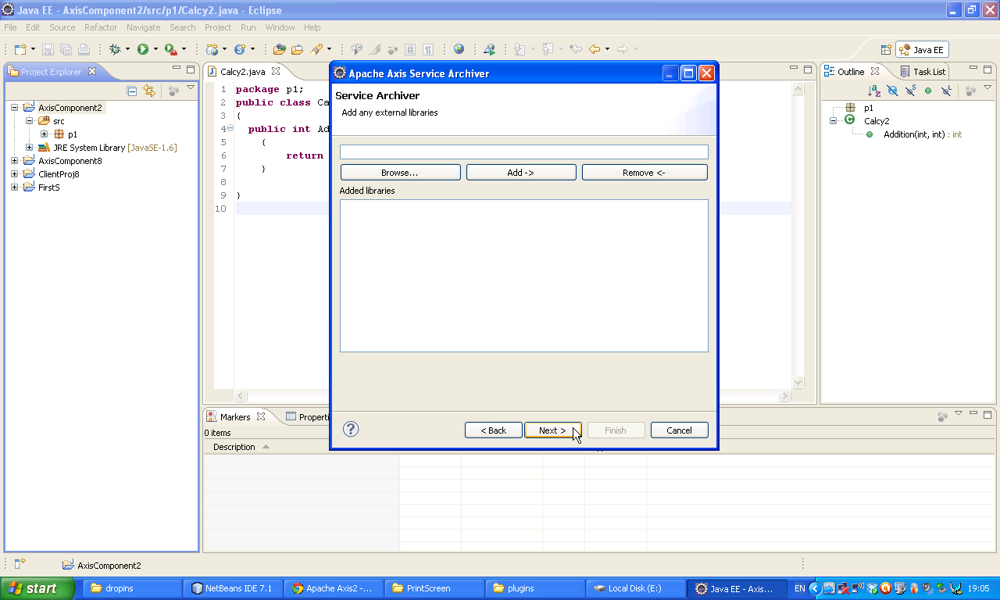 Java EE - AxisComponent2/src/p1/Calcy2.java - Eclipse
File Edit Source Refactor Navigate Search Project Run Window Help
Java EE
Project Explorer
AxisComponent2
src
p1
JRE System Library [JavaSE-1.6]
AxisComponent8
ClientProj8
First5
Calcy2.java
1 package p1;
2 public class Ca
3 {
4 public int Ad
5 {
6 return
7 }
8
9 }
10
Apache Axis Service Archiver
Service Archiver
Add any external libraries
Browse...
Add ->
Remove <-
Added libraries
< Back
Next >
Finish
Cancel
Outline
Task List
p1
Calcy2
Addition(int, int) : int
Markers
Properti
0 items
Description
AxisComponent2
start
dropins
NetBeans IDE 7.1
Apache Axis2 -...
PrintScreen
plugins
Local Disk (E:)
Java EE - Axis...
EN
19:05